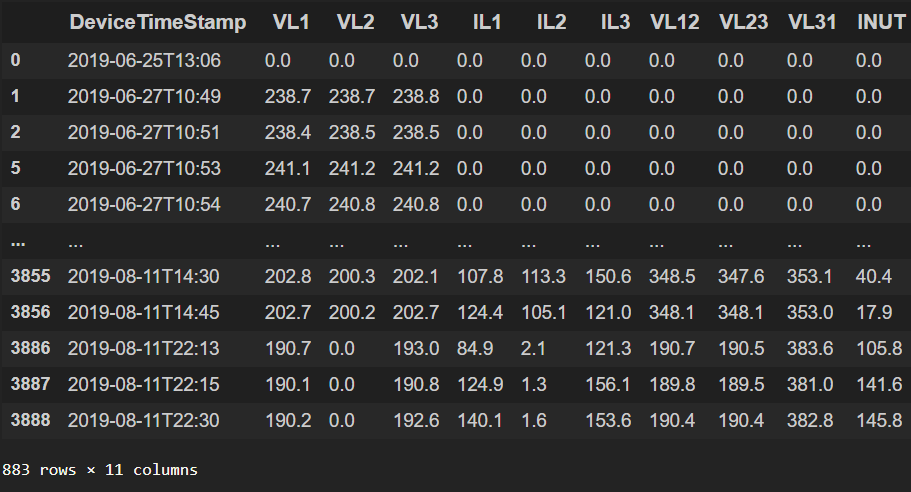 DeviceTimeStamp VL1 VL2 VL3 IL1 IL2 IL3 VL12 VL23 VL31 INUT
0 2019-06-25T13:06 0.0 0.0 0.0 0.0 0.0 0.0 0.0 0.0 0.0 0.0
1 2019-06-27T10:49 238.7 238.7 238.8 0.0 0.0 0.0 0.0 0.0 0.0 0.0
2 2019-06-27T10:51 238.4 238.5 238.5 0.0 0.0 0.0 0.0 0.0 0.0 0.0
5 2019-06-27T10:53 241.1 241.2 241.2 0.0 0.0 0.0 0.0 0.0 0.0 0.0
6 2019-06-27T10:54 240.7 240.8 240.8 0.0 0.0 0.0 0.0 0.0 0.0 0.0
... ... ... ... ... ... ... ... ... ... ... ...
3855 2019-08-11T14:30 202.8 200.3 202.1 107.8 113.3 150.6 348.5 347.6 353.1 40.4
3856 2019-08-11T14:45 202.7 200.2 202.7 124.4 105.1 121.0 348.1 348.1 353.0 17.9
3886 2019-08-11T22:13 190.7 0.0 193.0 84.9 2.1 121.3 190.7 190.5 383.6 105.8
3887 2019-08-11T22:15 190.1 0.0 190.8 124.9 1.3 156.1 189.8 189.5 381.0 141.6
3888 2019-08-11T22:30 190.2 0.0 192.6 140.1 1.6 153.6 190.4 190.4 382.8 145.8
883 rows × 11 columns